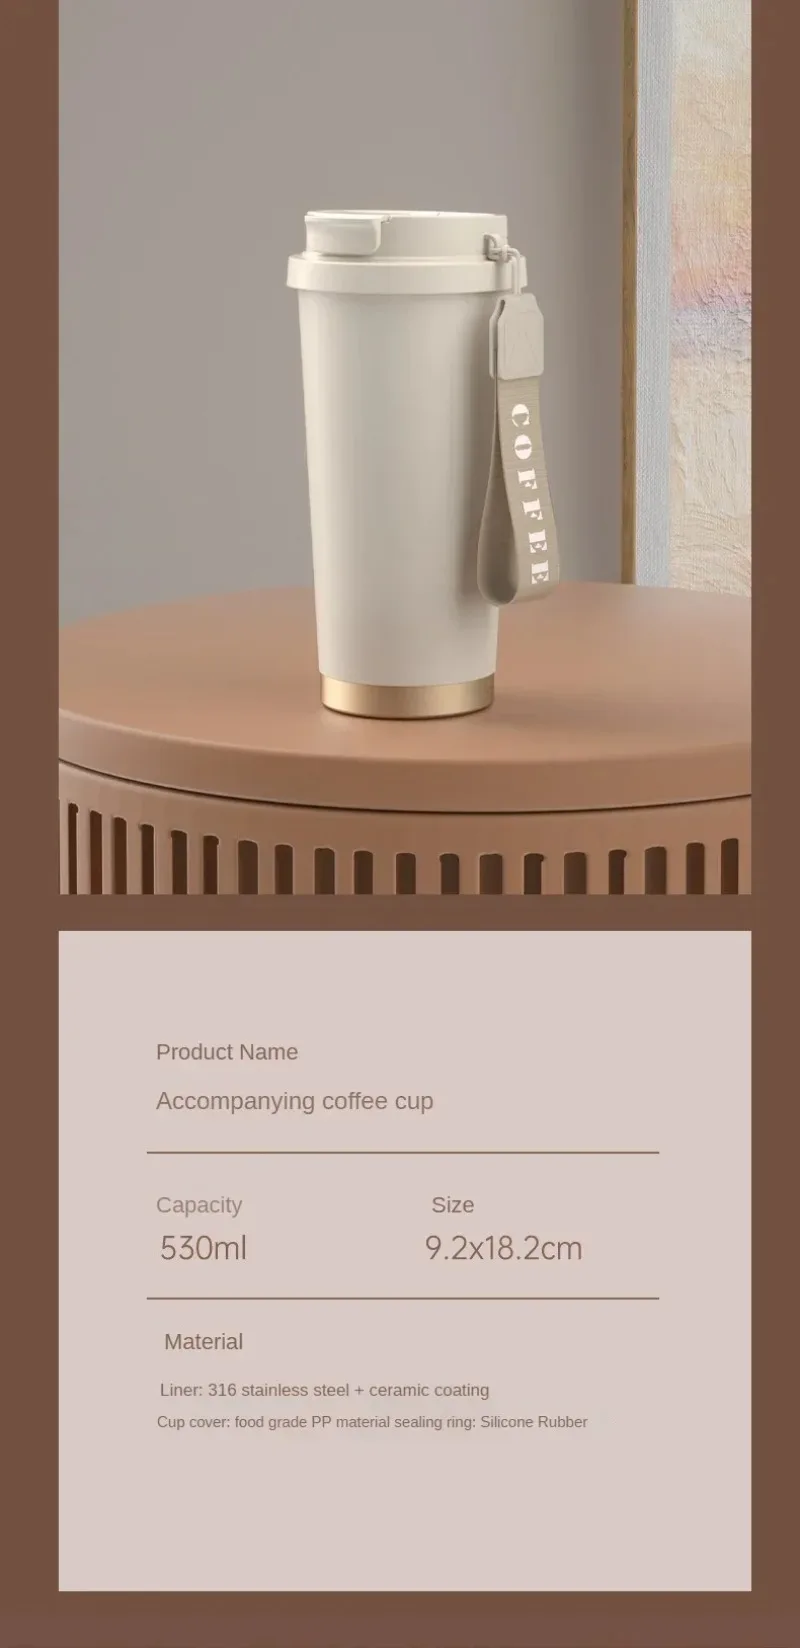 COFFEE
Product Name
Accompanying coffee cup
Capacity
Size
530ml
9.2x18.2cm
Material
Liner: 316 stainless steel + ceramic coating
Cup cover: food grade PP material sealing ring: Silicone Rubber